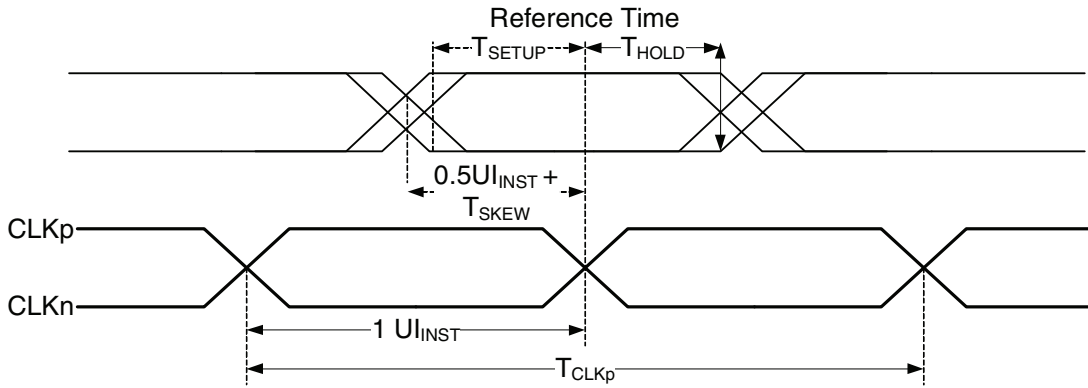 Reference Time
TSETUP THOLD
0.5UIINST +
TSKEW
CLKp
CLKn
1 UIINST
TCLKp